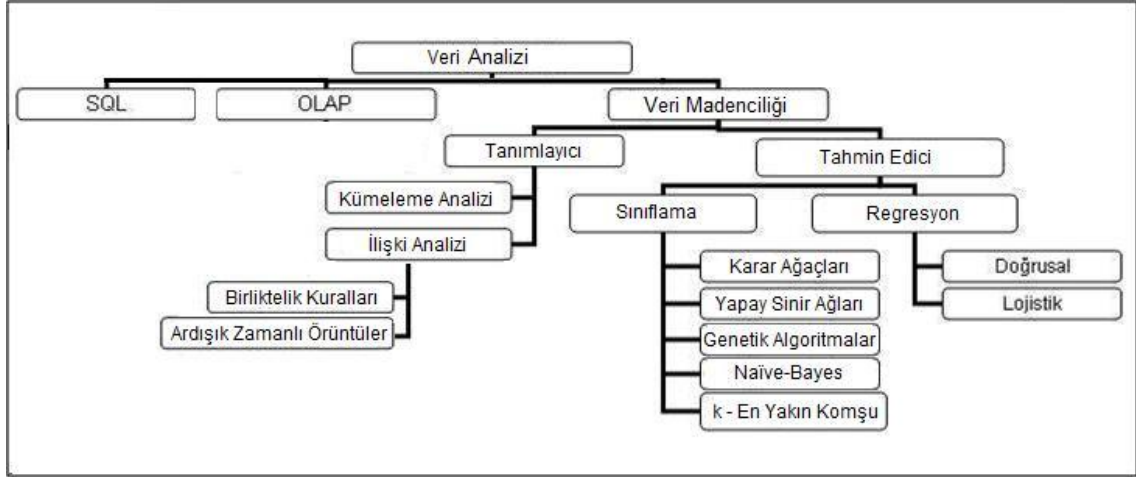 Veri Analizi
SQL
OLAP
Veri Madenciliği
Tanımlayıcı
Tahmin Edici
Kümeleme Analizi
Sınıflama
Regresyon
İlişki Analizi
Karar Ağaçları
Doğrusal
Birliktelik Kuralları
Yapay Sinir Ağları
Lojistik
Ardışık Zamanlı Örüntüler
Genetik Algoritmalar
Naïve-Bayes
k - En Yakın Komşu